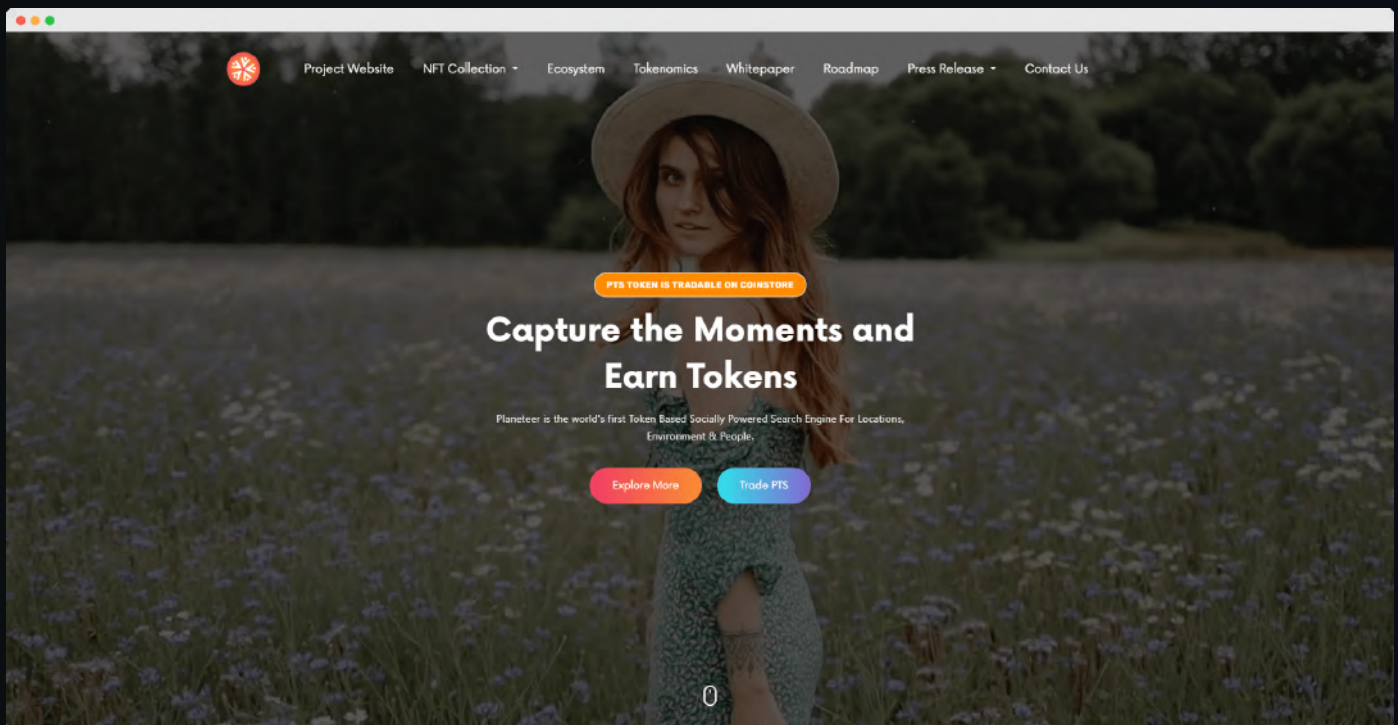 Project Website
NFT Collection
Ecosystem
Tokenomics
Whitepaper
Roadmap
Press Release
Contact Us
PTS TOKEN IS TRADABLE ON COINSTORE
Capture the Moments and
Earn Tokens
Planeteer is the world's first Token Based Socially Powered Search Engine For Locations,
Environment & People.
Explore More
Trade PTS